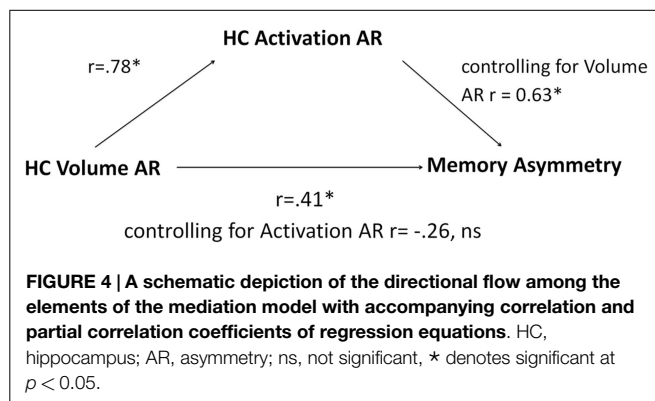 HC Activation AR
r=.78*
controlling for Volume
AR r = 0.63*
HC Volume AR
Memory Asymmetry
r=.41*
controlling for Activation AR r= -.26, ns
FIGURE 4 | A schematic depiction of the directional flow among the
elements of the mediation model with accompanying correlation and
partial correlation coefficients of regression equations. HC,
hippocampus; AR, asymmetry; ns, not significant, * denotes significant at
p < 0.05.